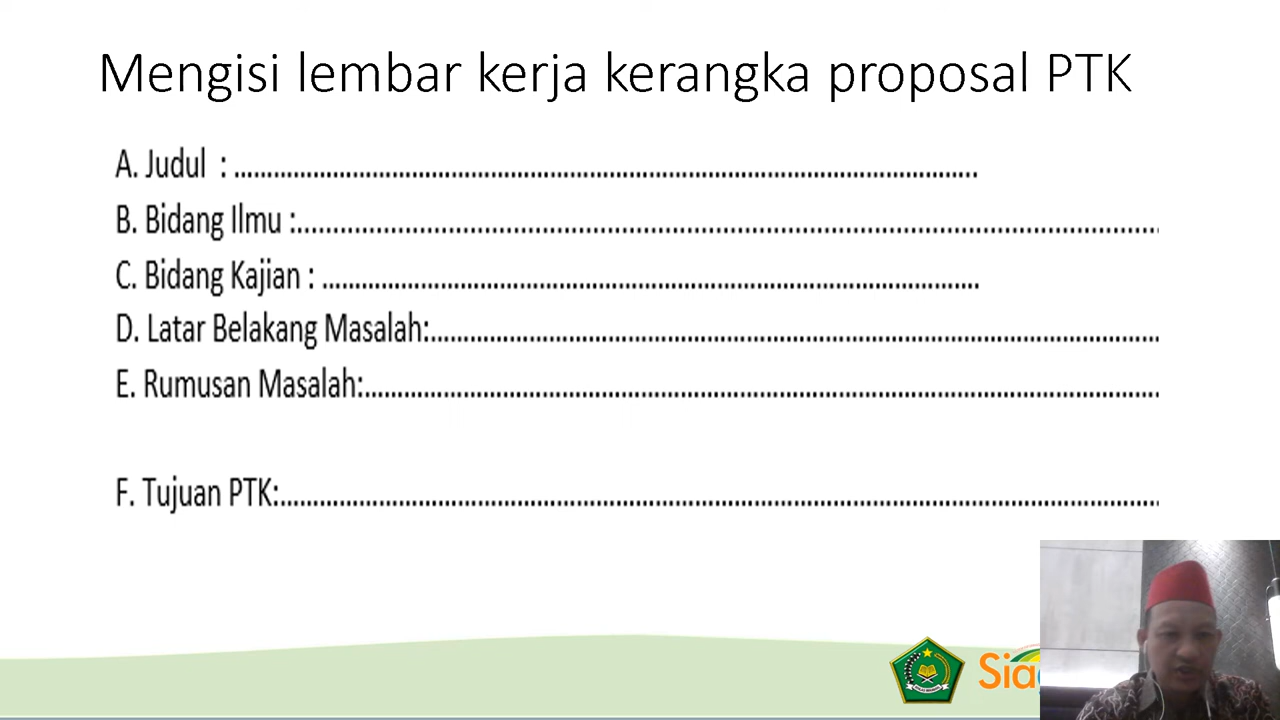 Mengisi lembar kerja kerangka proposal PTK
A. Judul : ........................................................................................................
B. Bidang Ilmu :........................................................................................................................
C. Bidang Kajian : ............................................................................................
D. Latar Belakang Masalah:......................................................................................................
E. Rumusan Masalah:...............................................................................................................
F. Tujuan PTK:...........................................................................................................................